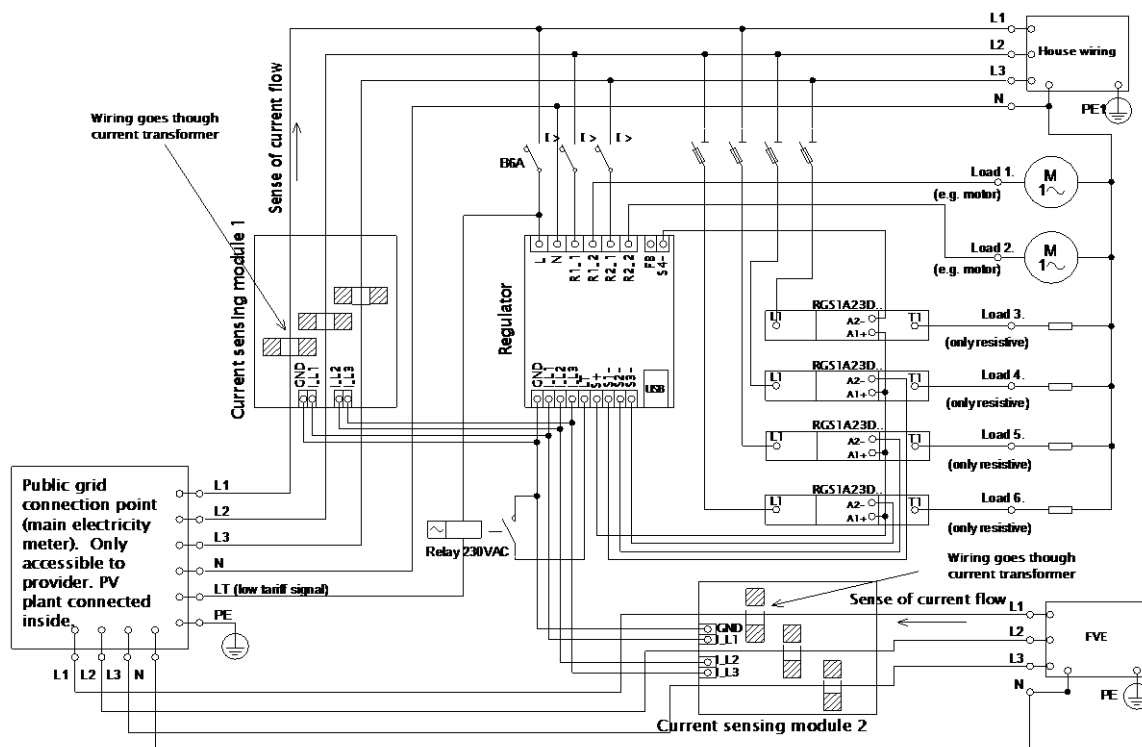 L1
L2
L3
N
House wiring
PE1
Wiring goes though
current transformer
Sense of current flow
Current sensing module 1
GND
I_L1
I_L2
I_L3
B6A
I >
I >
I >
L
N
R1_1
R1_2
R2_1
R2_2
FB
S4-
Regulator
GND
I_L1
I_L2
I_L3
LT
S+
S1-
S2-
S3-
USB
Load 1.
(e.g. motor)
M
1
Load 2.
(e.g. motor)
M
1
RGS1A23D..
L1
A2-
A1+
T1
Load 3.
(only resistive)
RGS1A23D..
L1
A2-
A1+
T1
Load 4.
(only resistive)
RGS1A23D..
L1
A2-
A1+
T1
Load 5.
(only resistive)
RGS1A23D..
L1
A2-
A1+
T1
Load 6.
(only resistive)
Public grid
connection point
(main electricity
meter). Only
accessible to
provider. PV
plant connected
inside.
L1
L2
L3
N
LT (low tariff signal)
PE
L1
L2
L3
N
Relay 230VAC
Wiring goes though
current transformer
Sense of current flow
GND
I_L1
I_L2
I_L3
Current sensing module 2
L1
L2
L3
N
FVE
PE